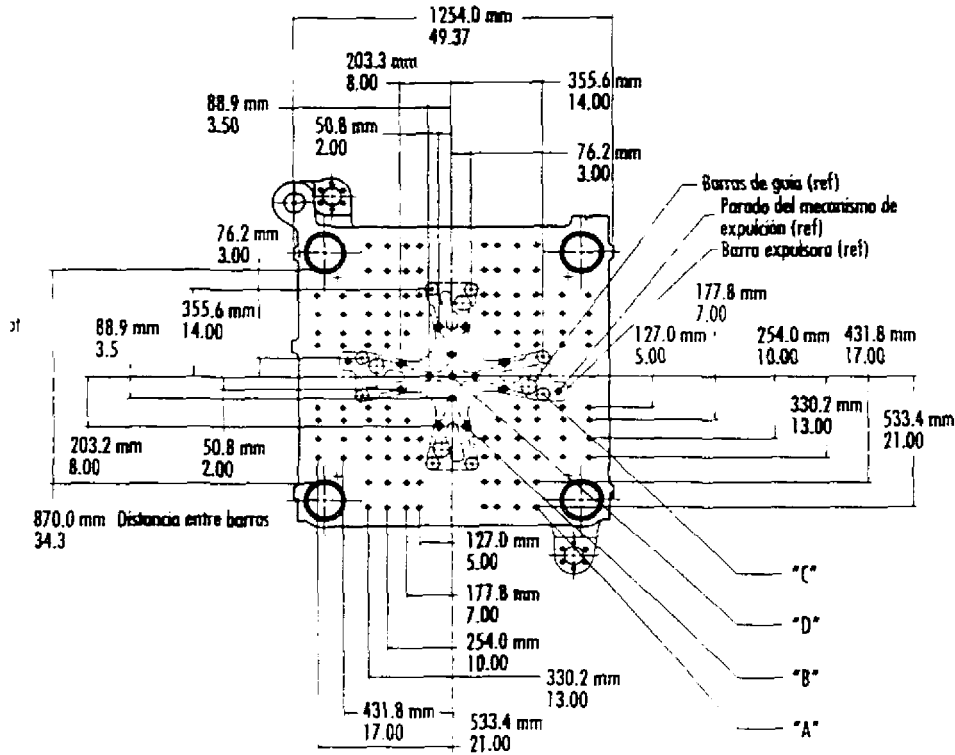 1254.0 mm
49.37
203.3 mm
8.00
355.6 mm
14.00
88.9 mm
3.50
50.8 mm
2.00
76.2 mm
3.00
Barras de guia (ref)
Parado del mecanismo de
expulción (ref)
Barra expulsora (ref)
76.2 mm
3.00
177.8 mm
7.00
355.6 mm
14.00
88.9 mm
3.5
127.0 mm
5.00
254.0 mm
10.00
431.8 mm
17.00
330.2 mm
13.00
533.4 mm
21.00
203.2 mm
8.00
50.8 mm
2.00
870.0 mm Distancia entre barras
34.3
127.0 mm
5.00
177.8 mm
7.00
254.0 mm
10.00
330.2 mm
13.00
431.8 mm
17.00
533.4 mm
21.00
"C"
"D"
"B"
"A"